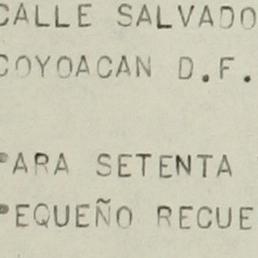 CALLE SALVADO
COYOACAN D.F.
PARA SETENTA
PEQUEÑO RECUE